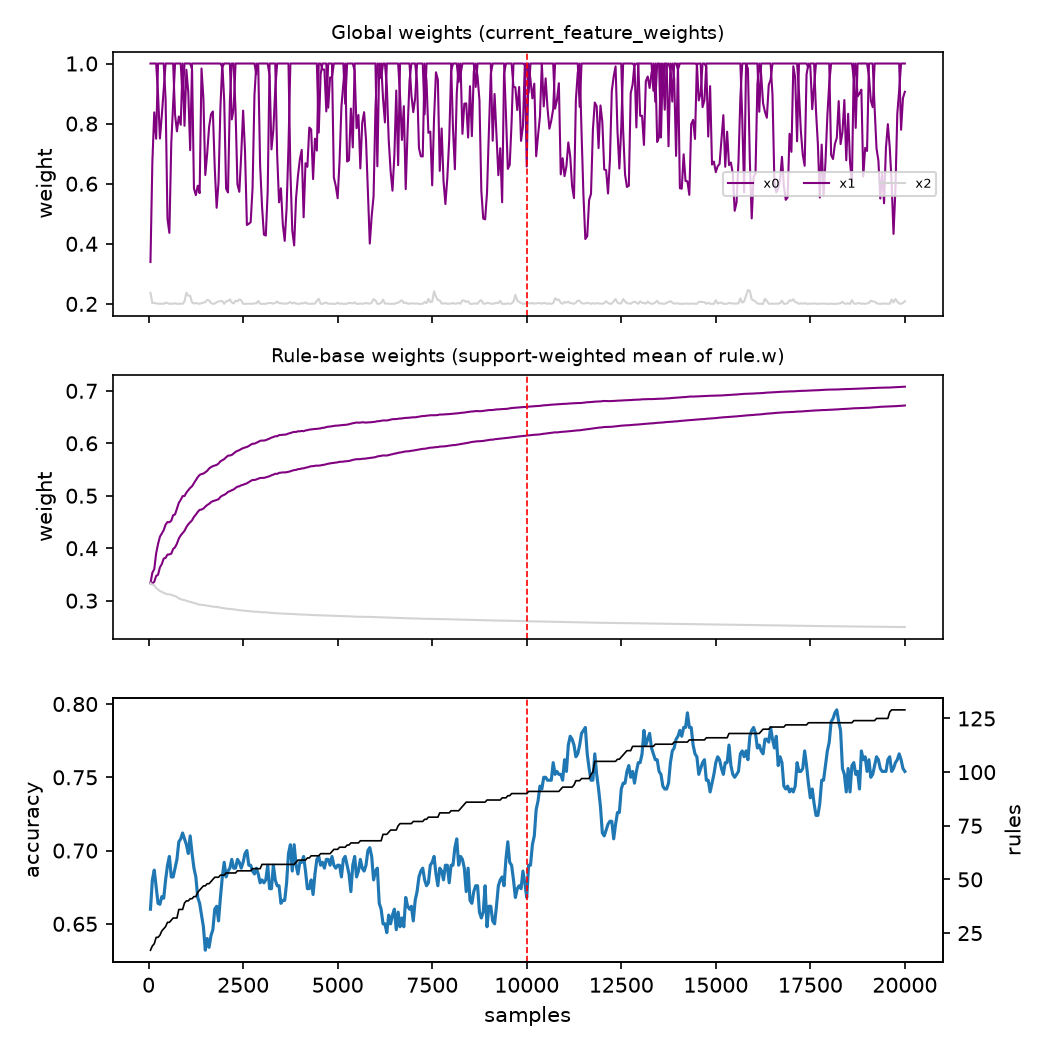 Global weights (current_feature_weights)
1.0
0.8
0.6
0.4
0.2
weight
x0 x1 x2
Rule-base weights (support-weighted mean of rule.w)
0.7
0.6
0.5
0.4
0.3
weight
0.80
0.75
0.70
0.65
accuracy
125
100
75
50
25
rules
0 2500 5000 7500 10000 12500 15000 17500 20000
samples